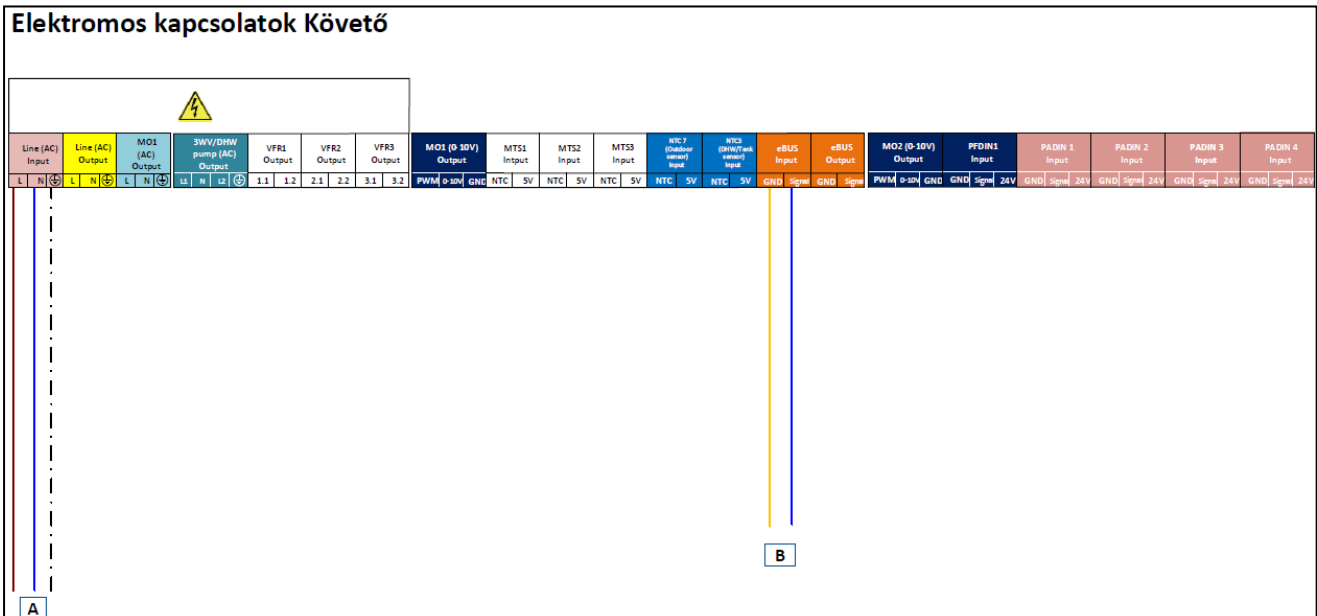 Elektromos kapcsolatok Követő
Line (AC) Input
Line (AC) Output
MO1 (AC) Output
3WV/DHW pump (AC) Output
VFR1 Output
VFR2 Output
VFR3 Output
MO1 (0-10V) Output
MTS1 Intput
MTS2 Input
MTS3 Input
NTC 7 (Outdoor sensor) Input
NTC3 (DHW/Tank sensor) Input
eBUS Input
eBUS Output
MO2 (0-10V) Output
PFDIN1 Input
PADIN 1 Input
PADIN 2 Input
PADIN 3 Input
PADIN 4 Input
L N L N L N L1 N L2 1.1 1.2 2.1 2.2 3.1 3.2 PWM 0-10V GND NTC 5V NTC 5V NTC 5V NTC 5V NTC 5V GND Signal GND Signal PWM 0-10V GND GND Signal 24V GND Signal 24V GND Signal 24V GND Signal 24V GND Signal 24V
B
A